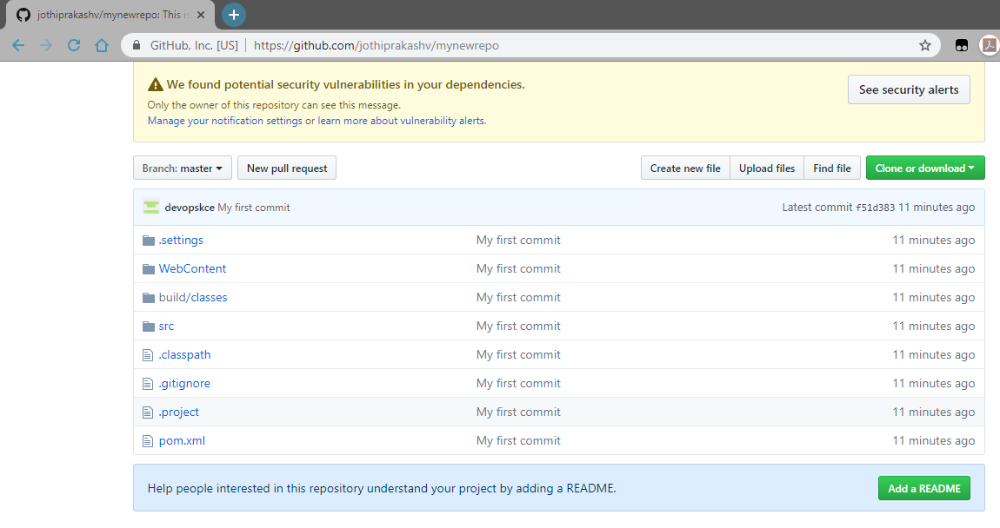 jothiprakashv/mynewrepo: This is
GitHub, Inc. [US] https://github.com/jothiprakashv/mynewrepo
We found potential security vulnerabilities in your dependencies.
Only the owner of this repository can see this message.
Manage your notification settings or learn more about vulnerability alerts.
See security alerts
Branch: master New pull request Create new file Upload files Find file Clone or download
devopskce My first commit Latest commit f51d383 11 minutes ago
.settings My first commit 11 minutes ago
WebContent My first commit 11 minutes ago
build/classes My first commit 11 minutes ago
src My first commit 11 minutes ago
.classpath My first commit 11 minutes ago
.gitignore My first commit 11 minutes ago
.project My first commit 11 minutes ago
pom.xml My first commit 11 minutes ago
Help people interested in this repository understand your project by adding a README. Add a README